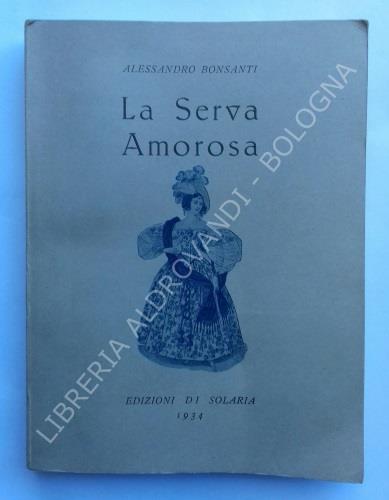 ALESSANDRO BONSANTI
La Serva
Amorosa
EDIZIONI DI SOLARIA
1934
LIBRERIA ALDROVANDI - BOLOGNA